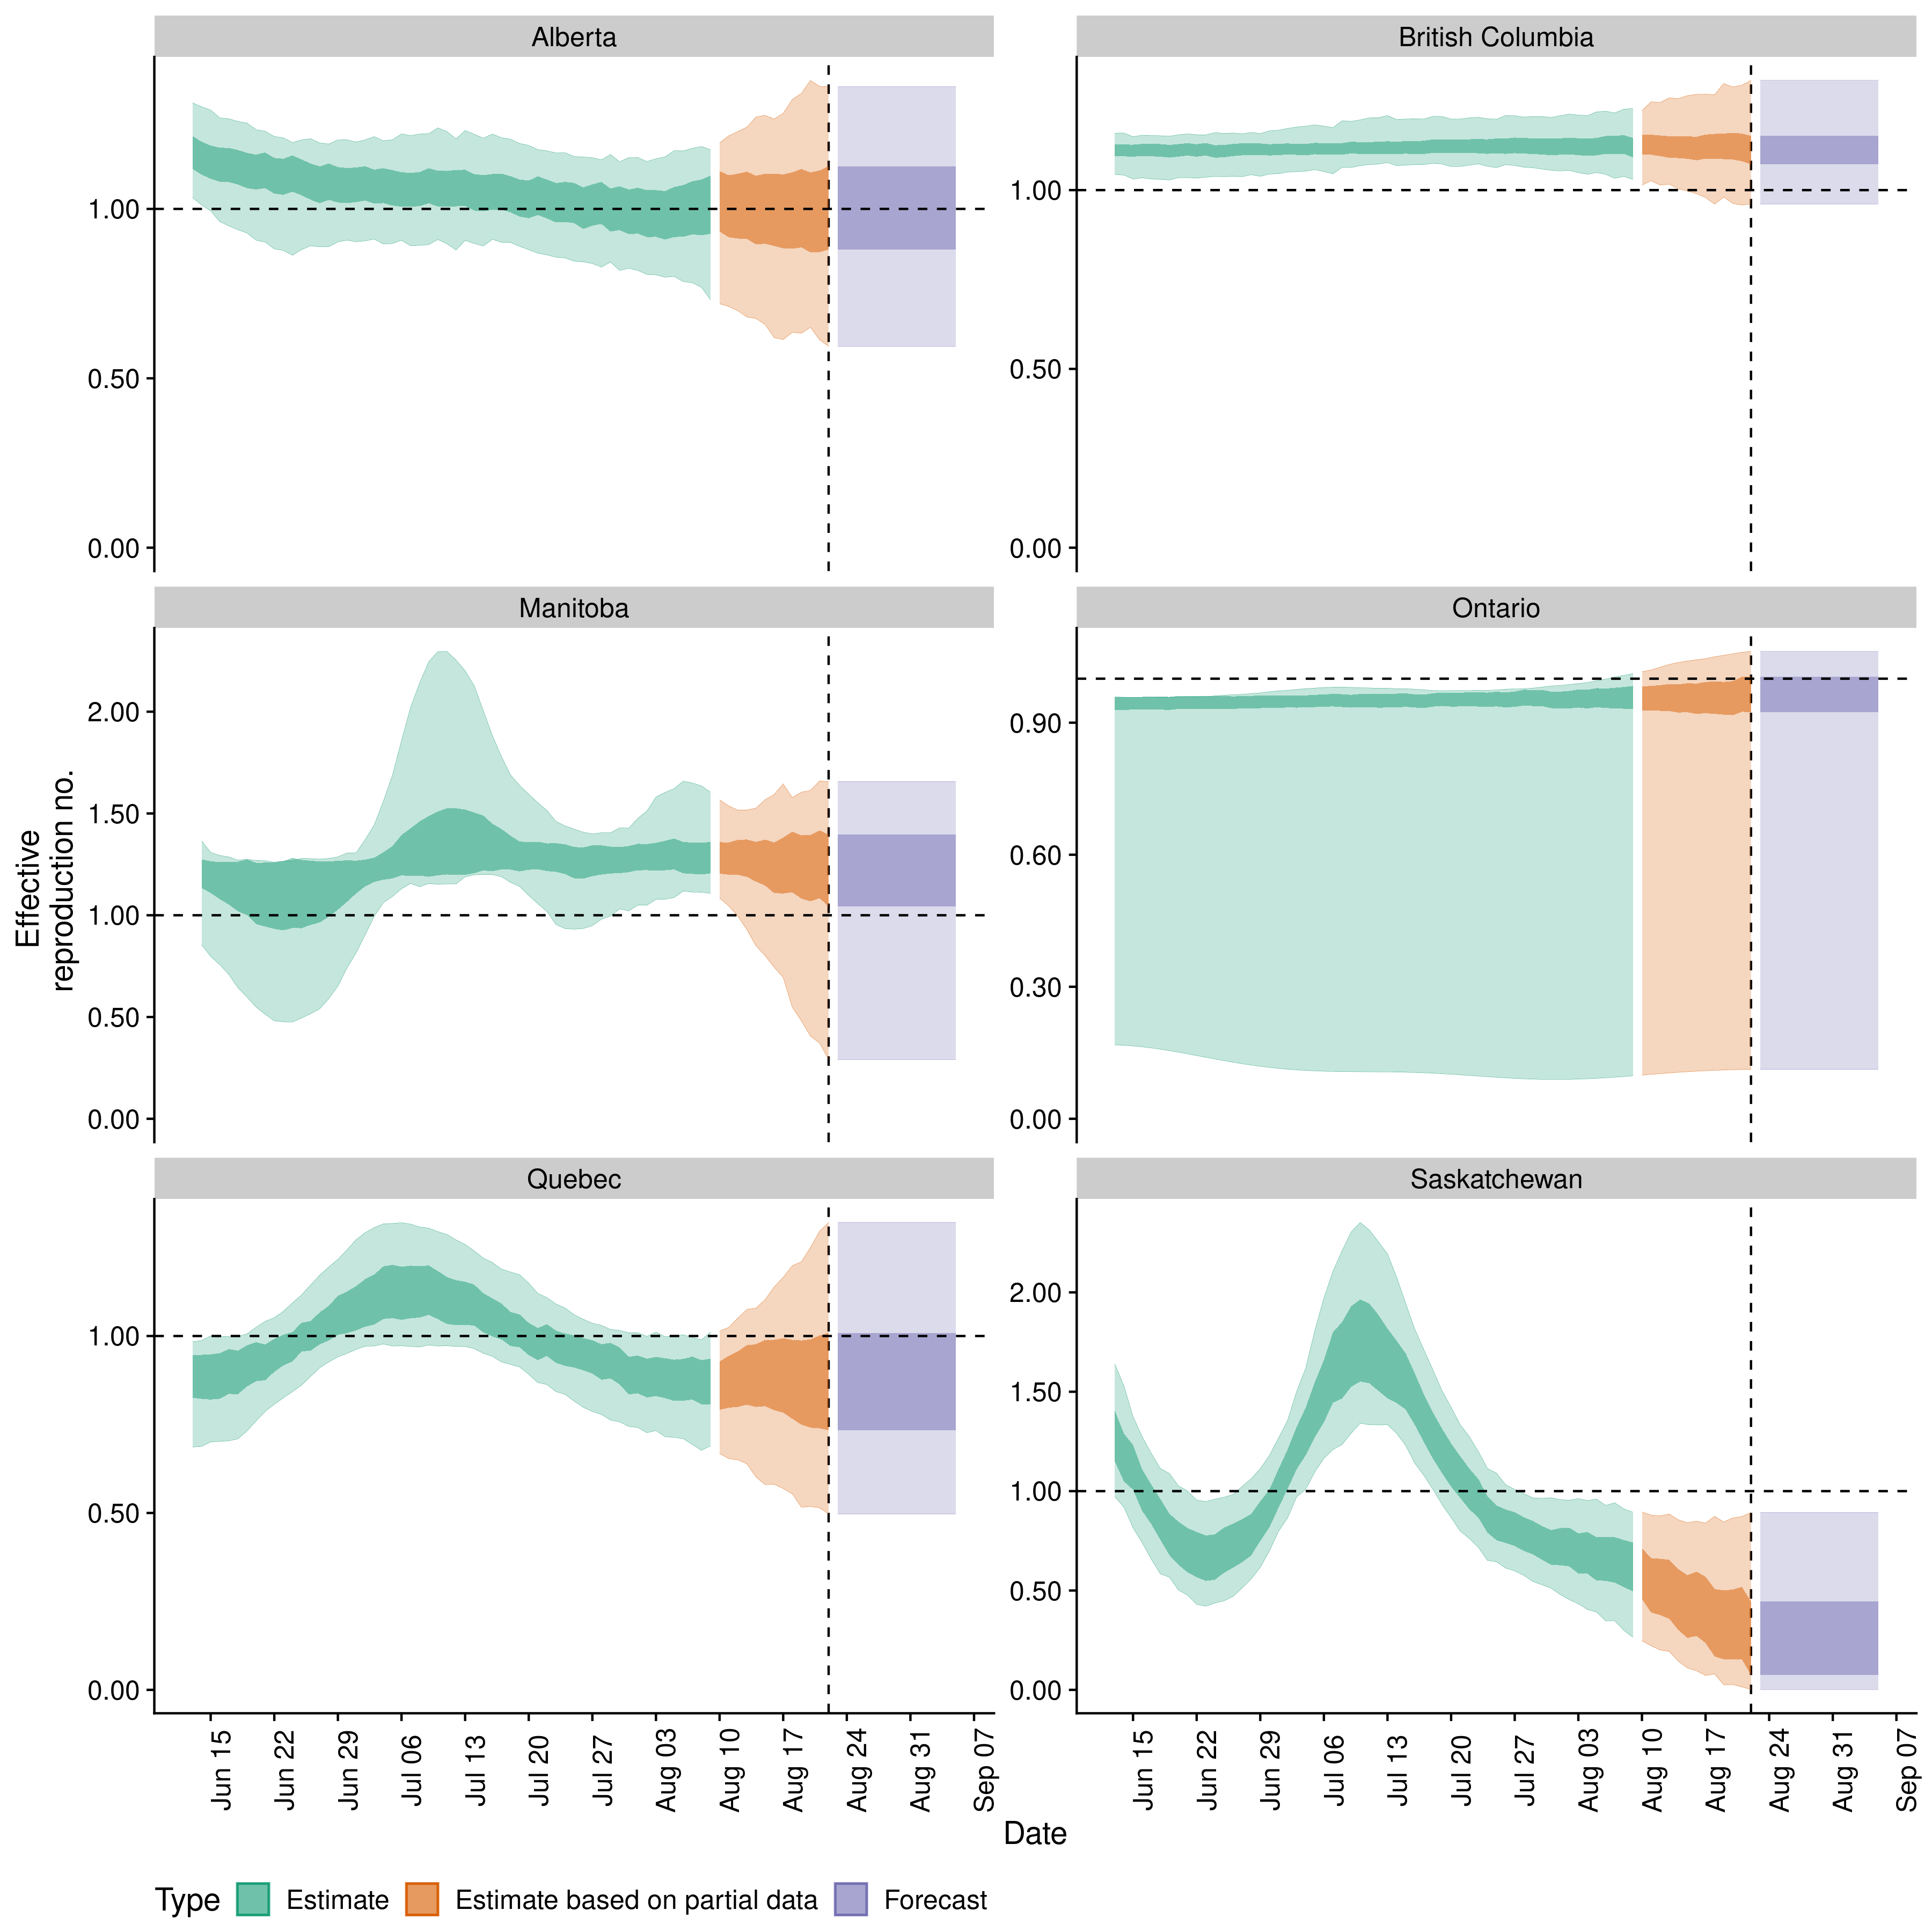 Alberta
British Columbia
1.00
0.50
0.00
1.00
0.50
0.00
Manitoba
Ontario
2.00
1.50
1.00
0.50
0.00
0.90
0.60
0.30
0.00
Effective
reproduction no.
Quebec
Saskatchewan
1.00
0.50
0.00
2.00
1.50
1.00
0.50
0.00
Jun 15
Jun 22
Jun 29
Jul 06
Jul 13
Jul 20
Jul 27
Aug 03
Aug 10
Aug 17
Aug 24
Aug 31
Sep 07
Jun 15
Jun 22
Jun 29
Jul 06
Jul 13
Jul 20
Jul 27
Aug 03
Aug 10
Aug 17
Aug 24
Aug 31
Sep 07
Date
Type Estimate Estimate based on partial data Forecast